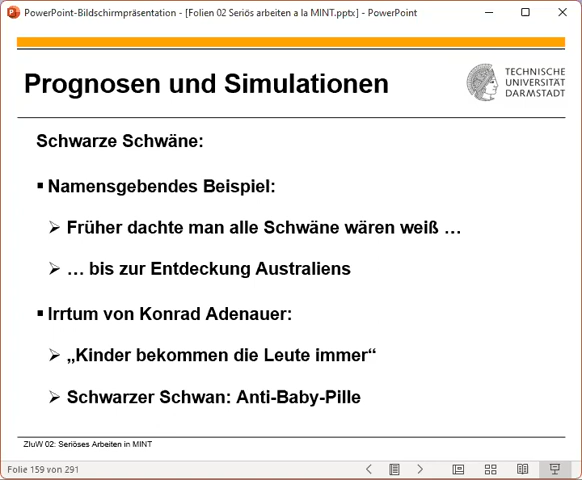 PowerPoint-Bildschirmpräsentation - [Folien 02 Seriös arbeiten a la MINT.pptx] - PowerPoint
Prognosen und Simulationen
TECHNISCHE
UNIVERSITÄT
DARMSTADT
Schwarze Schwäne:
▪ Namensgebendes Beispiel:
➢ Früher dachte man alle Schwäne wären weiß …
➢ … bis zur Entdeckung Australiens
▪ Irrtum von Konrad Adenauer:
➢ „Kinder bekommen die Leute immer“
➢ Schwarzer Schwan: Anti-Baby-Pille
ZIuW 02: Seriöses Arbeiten in MINT
Folie 159 von 291